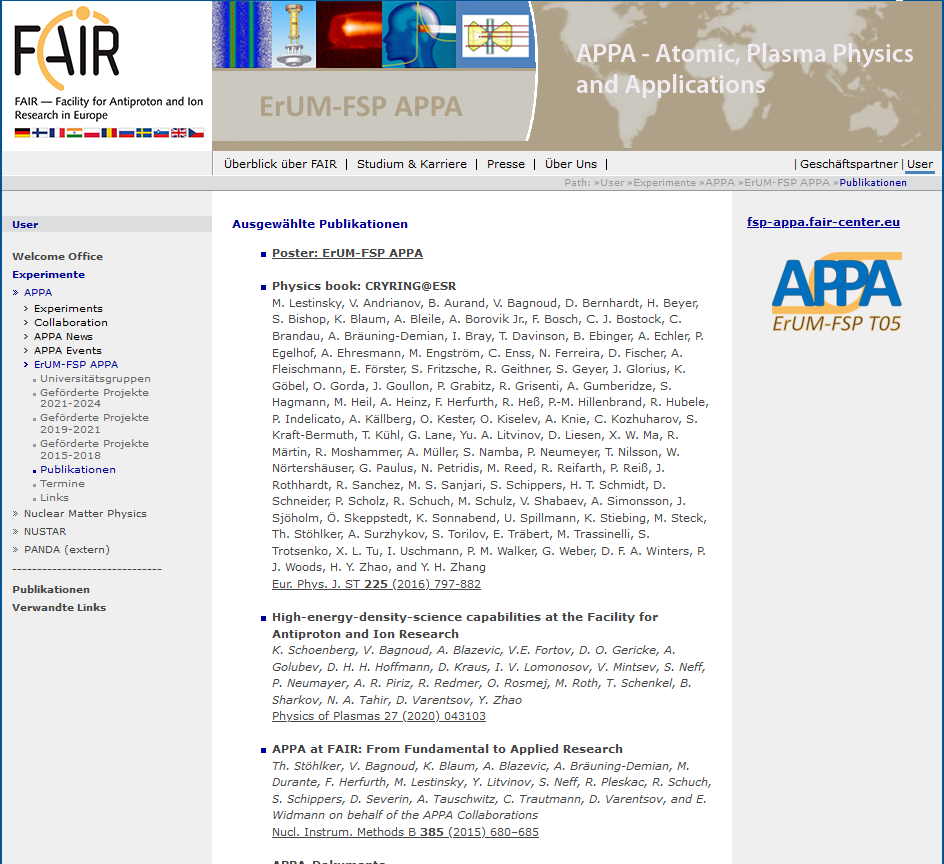 FAIR
FAIR — Facility for Antiproton and Ion
Research in Europe
ErUM-FSP APPA
APPA - Atomic, Plasma Physics
and Applications
Überblick über FAIR | Studium & Karriere | Presse | Über Uns |
| Geschäftspartner | User
Path: »User »Experimente »APPA »ErUM-FSP APPA »Publikationen
User
Welcome Office
Experimente
» APPA
› Experiments
› Collaboration
› APPA News
› APPA Events
› ErUM-FSP APPA
Universitätsgruppen
Geförderte Projekte
2021-2024
Geförderte Projekte
2019-2021
Geförderte Projekte
2015-2018
Publikationen
Termine
Links
» Nuclear Matter Physics
» NUSTAR
» PANDA (extern)
------------------------------
Publikationen
Verwandte Links
Ausgewählte Publikationen
Poster: ErUM-FSP APPA
Physics book: CRYRING@ESR
M. Lestinsky, V. Andrianov, B. Aurand, V. Bagnoud, D. Bernhardt, H. Beyer,
S. Bishop, K. Blaum, A. Bleile, A. Borovik Jr., F. Bosch, C. J. Bostock, C.
Brandau, A. Bräuning-Demian, I. Bray, T. Davinson, B. Ebinger, A. Echler, P.
Egelhof, A. Ehresmann, M. Engström, C. Enss, N. Ferreira, D. Fischer, A.
Fleischmann, E. Förster, S. Fritzsche, R. Geithner, S. Geyer, J. Glorius, K.
Göbel, O. Gorda, J. Goullon, P. Grabitz, R. Grisenti, A. Gumberidze, S.
Hagmann, M. Heil, A. Heinz, F. Herfurth, R. Heß, P.-M. Hillenbrand, R. Hubele,
P. Indelicato, A. Källberg, O. Kester, O. Kiselev, A. Knie, C. Kozhuharov, S.
Kraft-Bermuth, T. Kühl, G. Lane, Yu. A. Litvinov, D. Liesen, X. W. Ma, R.
Märtin, R. Moshammer, A. Müller, S. Namba, P. Neumeyer, T. Nilsson, W.
Nörtershäuser, G. Paulus, N. Petridis, M. Reed, R. Reifarth, P. Reiß, J.
Rothhardt, R. Sanchez, M. S. Sanjari, S. Schippers, H. T. Schmidt, D.
Schneider, P. Scholz, R. Schuch, M. Schulz, V. Shabaev, A. Simonsson, J.
Sjöholm, Ö. Skeppstedt, K. Sonnabend, U. Spillmann, K. Stiebing, M. Steck,
Th. Stöhlker, A. Surzhykov, S. Torilov, E. Träbert, M. Trassinelli, S.
Trotsenko, X. L. Tu, I. Uschmann, P. M. Walker, G. Weber, D. F. A. Winters, P.
J. Woods, H. Y. Zhao, and Y. H. Zhang
Eur. Phys. J. ST 225 (2016) 797-882
High-energy-density-science capabilities at the Facility for
Antiproton and Ion Research
K. Schoenberg, V. Bagnoud, A. Blazevic, V.E. Fortov, D. O. Gericke, A.
Golubev, D. H. H. Hoffmann, D. Kraus, I. V. Lomonosov, V. Mintsev, S. Neff,
P. Neumayer, A. R. Piriz, R. Redmer, O. Rosmej, M. Roth, T. Schenkel, B.
Sharkov, N. A. Tahir, D. Varentsov, Y. Zhao
Physics of Plasmas 27 (2020) 043103
APPA at FAIR: From Fundamental to Applied Research
Th. Stöhlker, V. Bagnoud, K. Blaum, A. Blazevic, A. Bräuning-Demian, M.
Durante, F. Herfurth, M. Lestinsky, Y. Litvinov, S. Neff, R. Pleskac, R. Schuch,
S. Schippers, D. Severin, A. Tauschwitz, C. Trautmann, D. Varentsov, and E.
Widmann on behalf of the APPA Collaborations
Nucl. Instrum. Methods B 385 (2015) 680–685
APPA-Dokumente
fsp-appa.fair-center.eu
APPA
ErUM-FSP T05